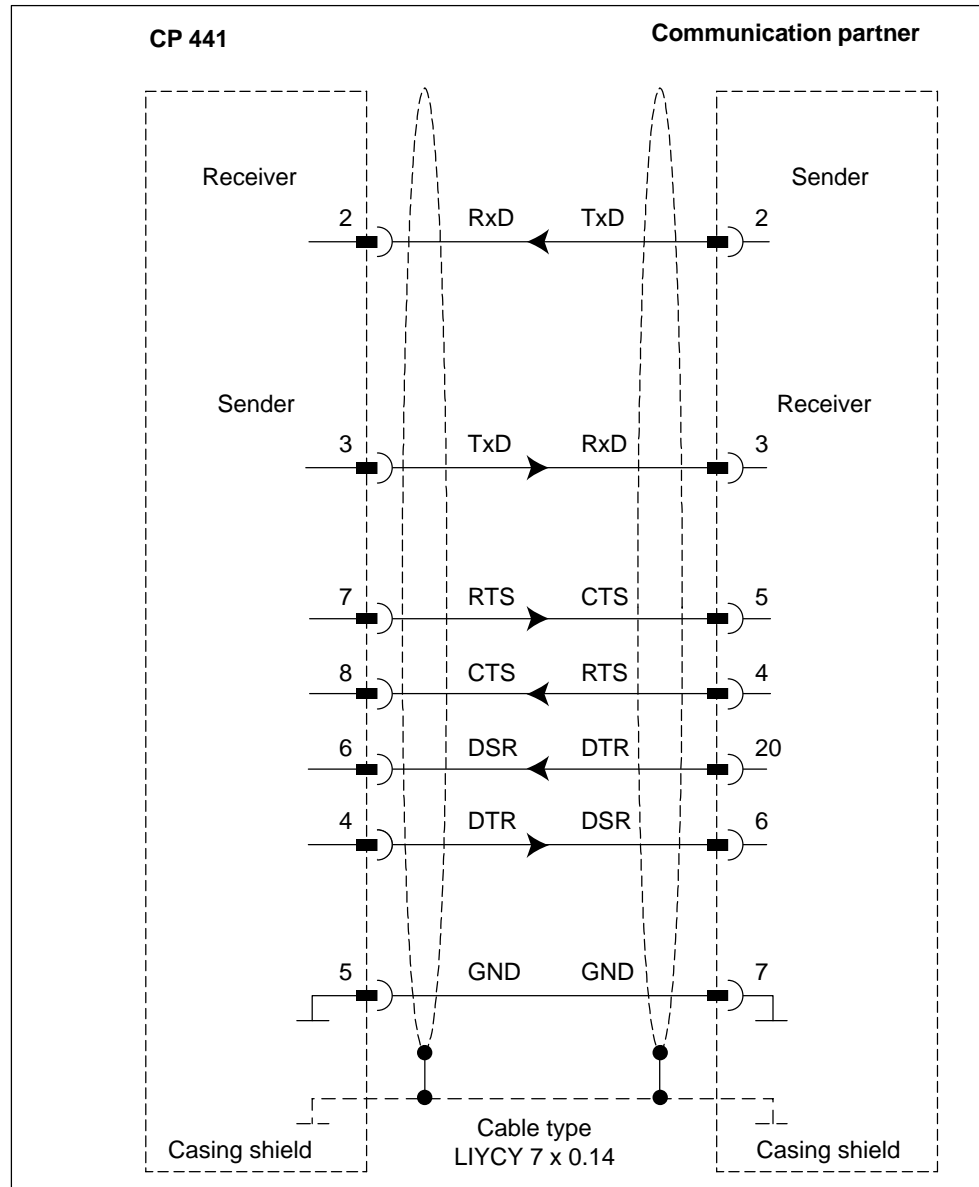 CP 441 Communication partner
Receiver Sender
2 RxD TxD 2
Sender Receiver
3 TxD RxD 3
7 RTS CTS 5
8 CTS RTS 4
6 DSR DTR 20
4 DTR DSR 6
5 GND GND 7
Cable type
Casing shield LIYCY 7 x 0.14 Casing shield